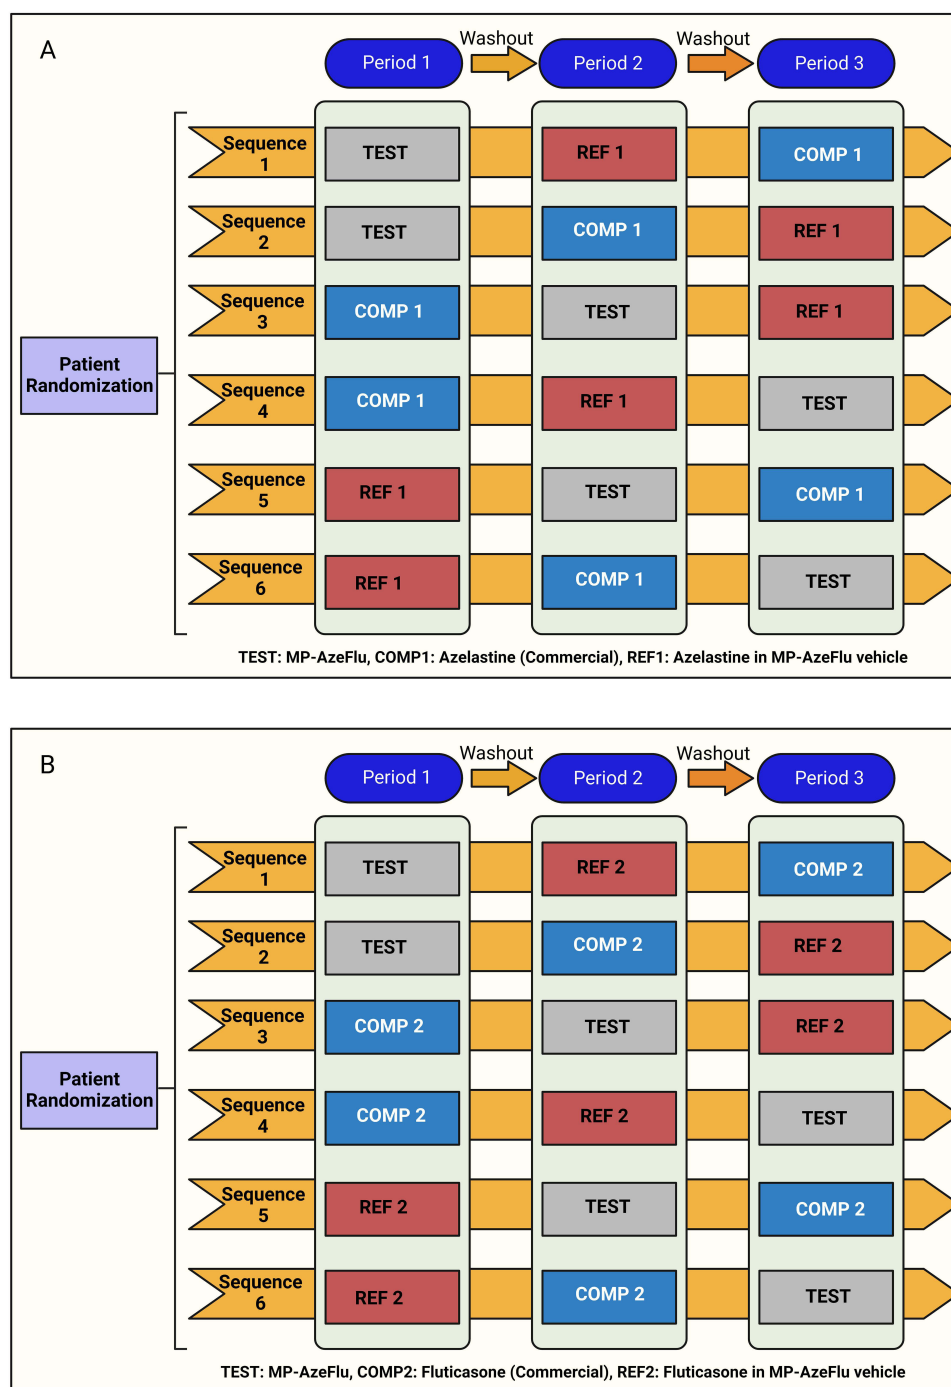 A
Washout Washout
Period 1 Period 2 Period 3
Sequence
1
TEST REF 1 COMP 1
Sequence
2
TEST COMP 1 REF 1
Sequence
3
COMP 1 TEST REF 1
Patient
Randomization
Sequence
4
COMP 1 REF 1 TEST
Sequence
5
REF 1 TEST COMP 1
Sequence
6
REF 1 COMP 1 TEST
TEST: MP-AzeFlu, COMP1: Azelastine (Commercial), REF1: Azelastine in MP-AzeFlu vehicle
B
Washout Washout
Period 1 Period 2 Period 3
Sequence
1
TEST REF 2 COMP 2
Sequence
2
TEST COMP 2 REF 2
Sequence
3
COMP 2 TEST REF 2
Patient
Randomization
Sequence
4
COMP 2 REF 2 TEST
Sequence
5
REF 2 TEST COMP 2
Sequence
6
REF 2 COMP 2 TEST
TEST: MP-AzeFlu, COMP2: Fluticasone (Commercial), REF2: Fluticasone in MP-AzeFlu vehicle